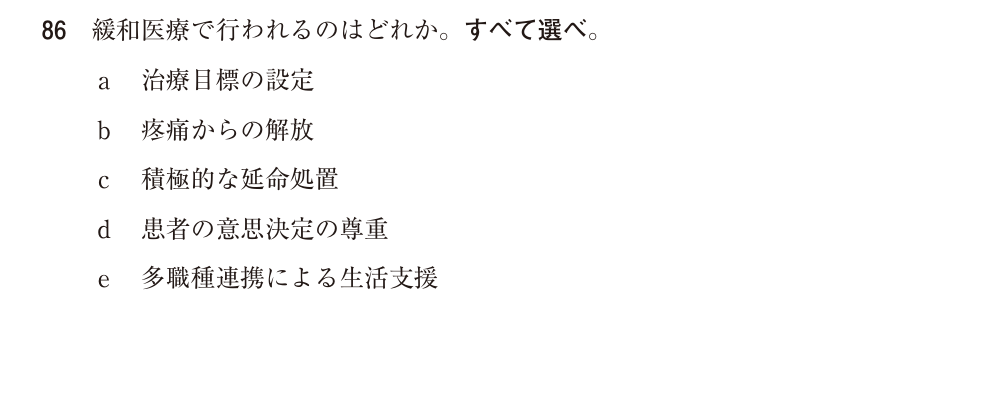 86 緩和医療で行われるのはどれか。すべて選べ。
a 治療目標の設定
b 疼痛からの解放
c 積極的な延命処置
d 患者の意思決定の尊重
e 多職種連携による生活支援